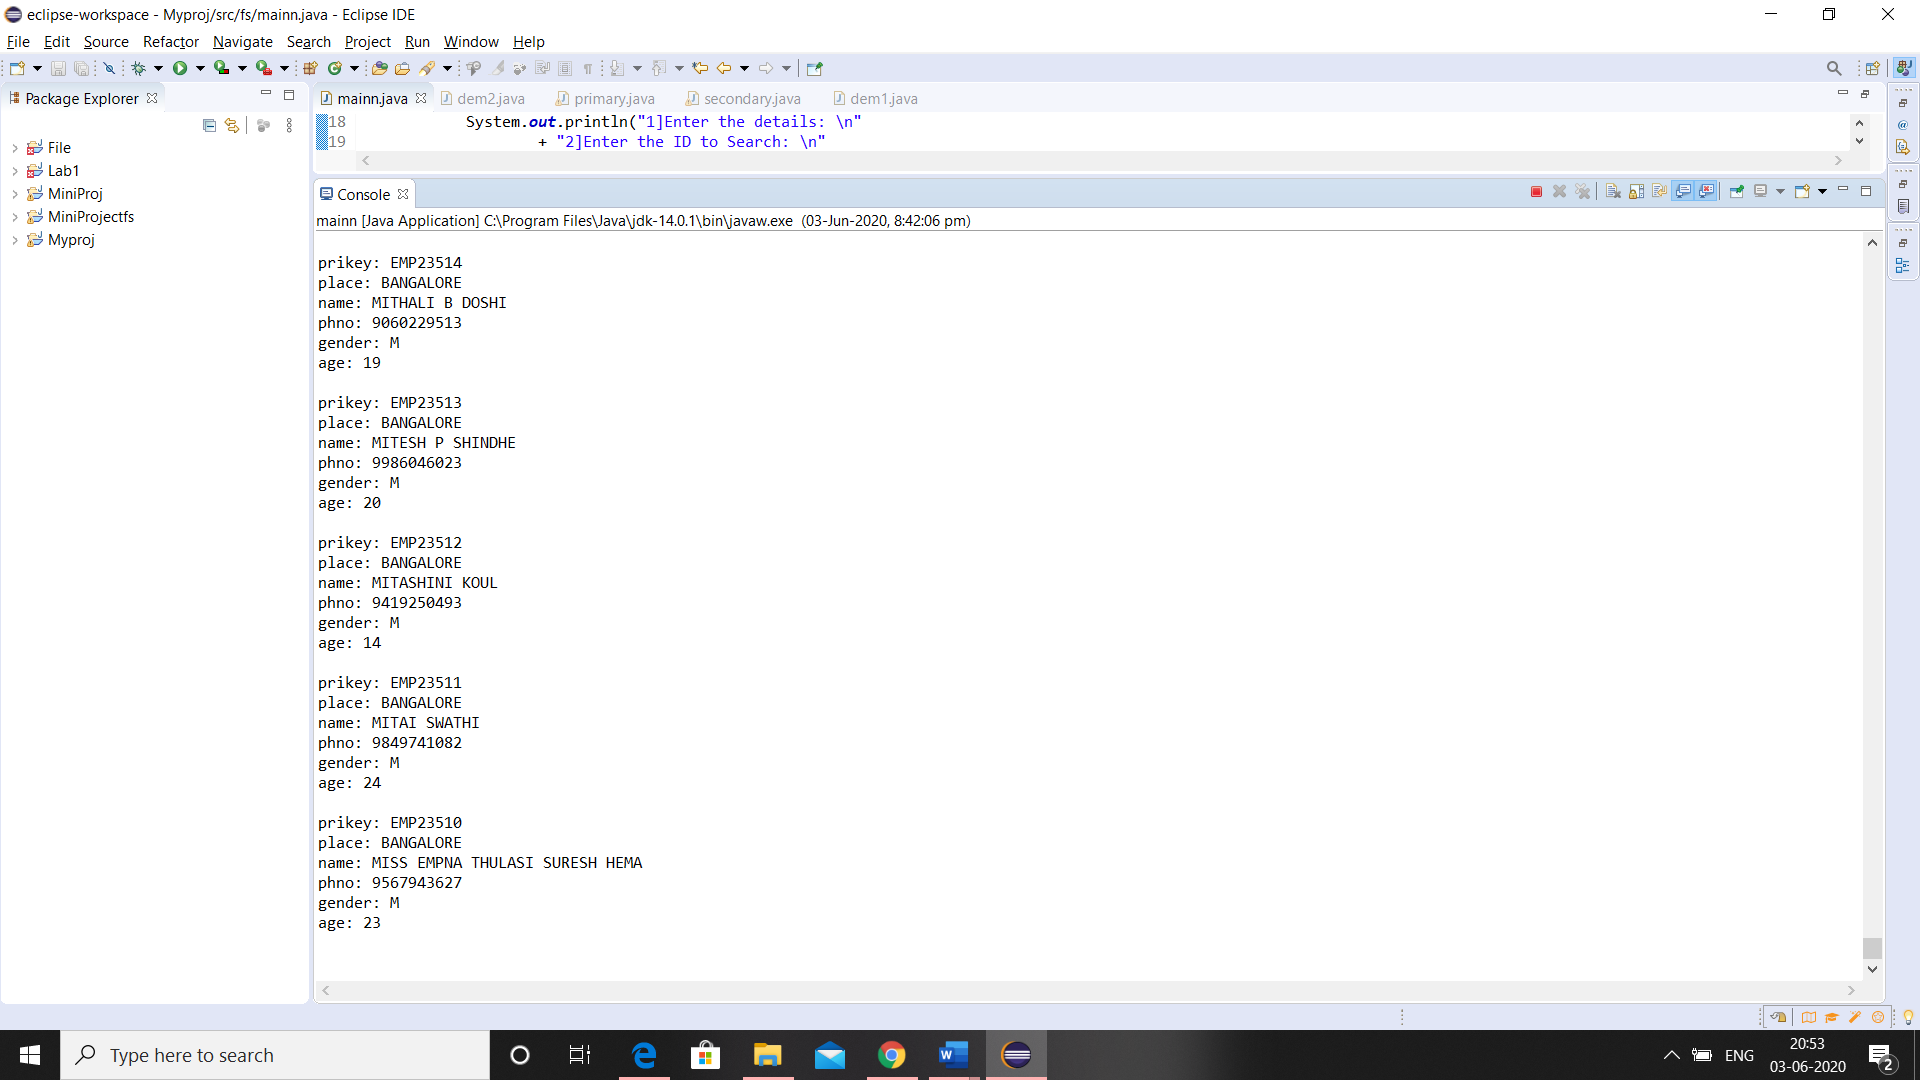 eclipse-workspace - Myproj/src/fs/mainn.java - Eclipse IDE
File Edit Source Refactor Navigate Search Project Run Window Help
Package Explorer
mainn.java dem2.java primary.java secondary.java dem1.java
18 System.out.println("1]Enter the details: \n"
19 + "2]Enter the ID to Search: \n"
File
Lab1
MiniProj
MiniProjectfs
Myproj
Console
mainn [Java Application] C:\Program Files\Java\jdk-14.0.1\bin\javaw.exe (03-Jun-2020, 8:42:06 pm)
prikey: EMP23514
place: BANGALORE
name: MITHALI B DOSHI
phno: 9060229513
gender: M
age: 19
prikey: EMP23513
place: BANGALORE
name: MITESH P SHINDHE
phno: 9986046023
gender: M
age: 20
prikey: EMP23512
place: BANGALORE
name: MITASHINI KOUL
phno: 9419250493
gender: M
age: 14
prikey: EMP23511
place: BANGALORE
name: MITAI SWATHI
phno: 9849741082
gender: M
age: 24
prikey: EMP23510
place: BANGALORE
name: MISS EMPNA THULASI SURESH HEMA
phno: 9567943627
gender: M
age: 23
Type here to search
ENG
20:53
03-06-2020
2